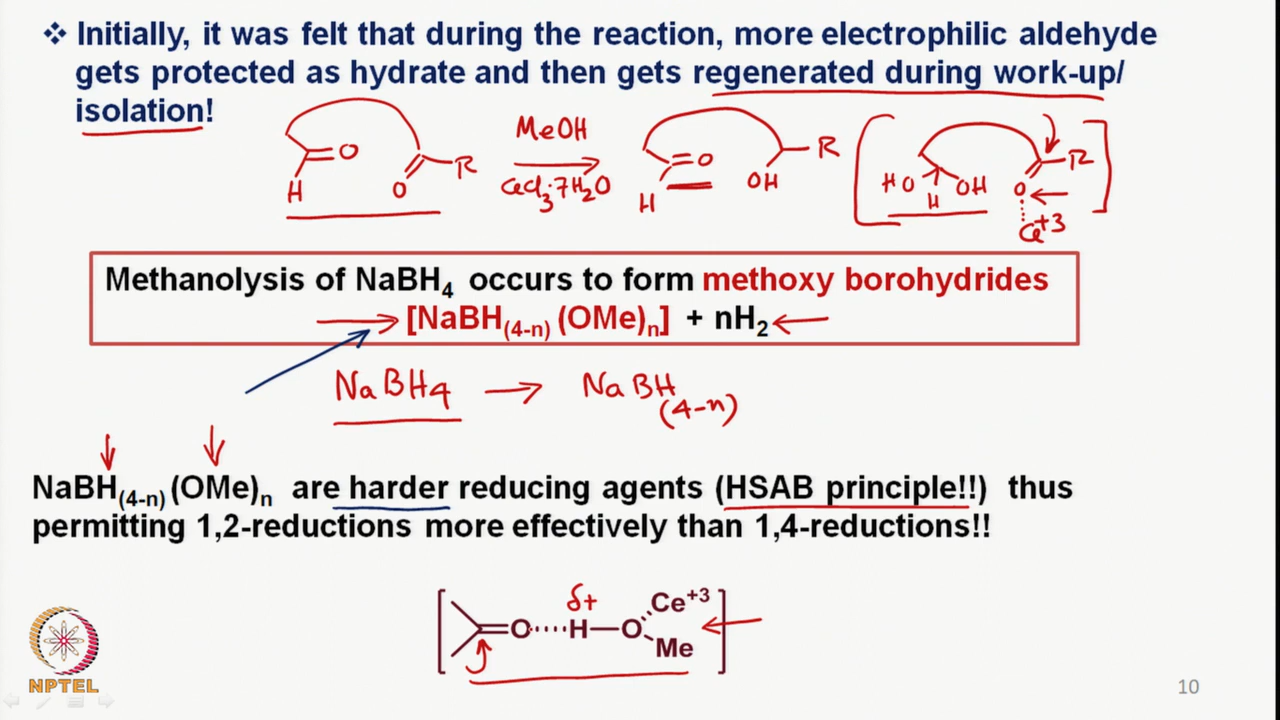 ❖ Initially, it was felt that during the reaction, more electrophilic aldehyde
gets protected as hydrate and then gets regenerated during work-up/
isolation!
H O O R
MeOH
CeCl3·7H2O
H O OH R
HO H OH O R
Ce+3
Methanolysis of NaBH4 occurs to form methoxy borohydrides
[NaBH(4-n) (OMe)n] + nH2
NaBH4 → NaBH(4-n)
NaBH(4-n) (OMe)n are harder reducing agents (HSAB principle!!) thus
permitting 1,2-reductions more effectively than 1,4-reductions!!
δ+
O H O Ce+3
Me
NPTEL
10